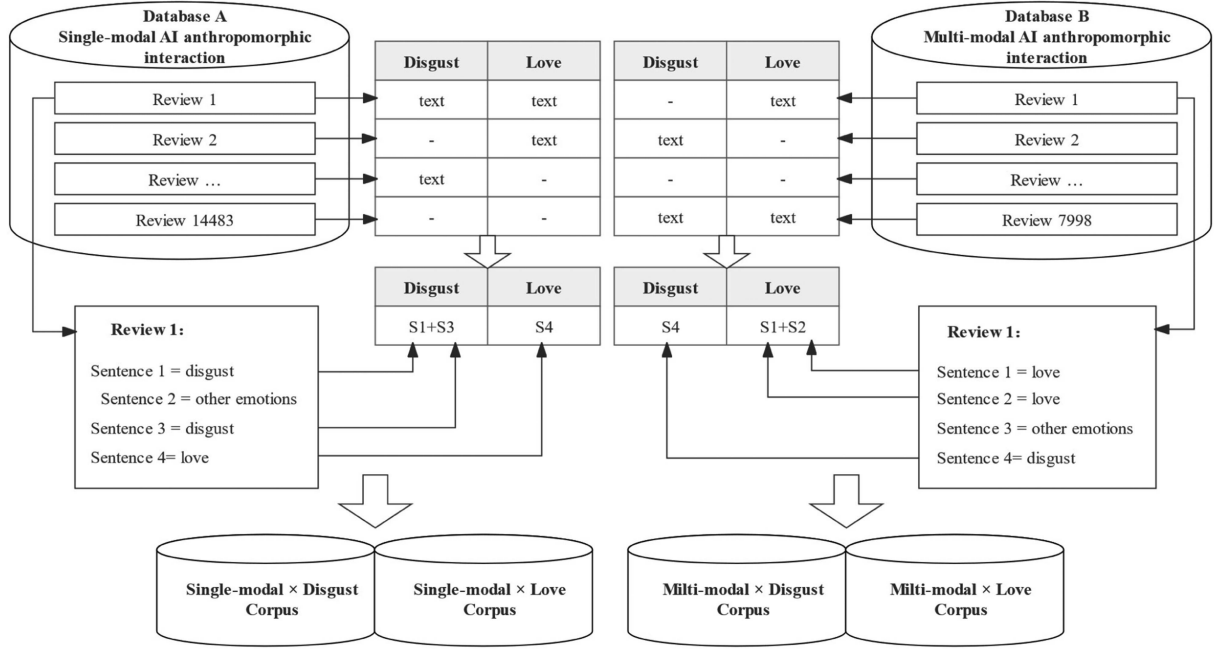 Database A
Single-modal AI anthropomorphic
interaction
Review 1
Review 2
Review …
Review 14483
Disgust Love
text text
- text
text -
- -
Disgust Love
- text
text -
- -
text text
Database B
Multi-modal AI anthropomorphic
interaction
Review 1
Review 2
Review …
Review 7998
Disgust Love
S1+S3 S4
Disgust Love
S4 S1+S2
Review 1:
Sentence 1 = disgust
Sentence 2 = other emotions
Sentence 3 = disgust
Sentence 4= love
Review 1:
Sentence 1 = love
Sentence 2 = love
Sentence 3 = other emotions
Sentence 4= disgust
Single-modal × Disgust
Corpus
Single-modal × Love
Corpus
Milti-modal × Disgust
Corpus
Milti-modal × Love
Corpus